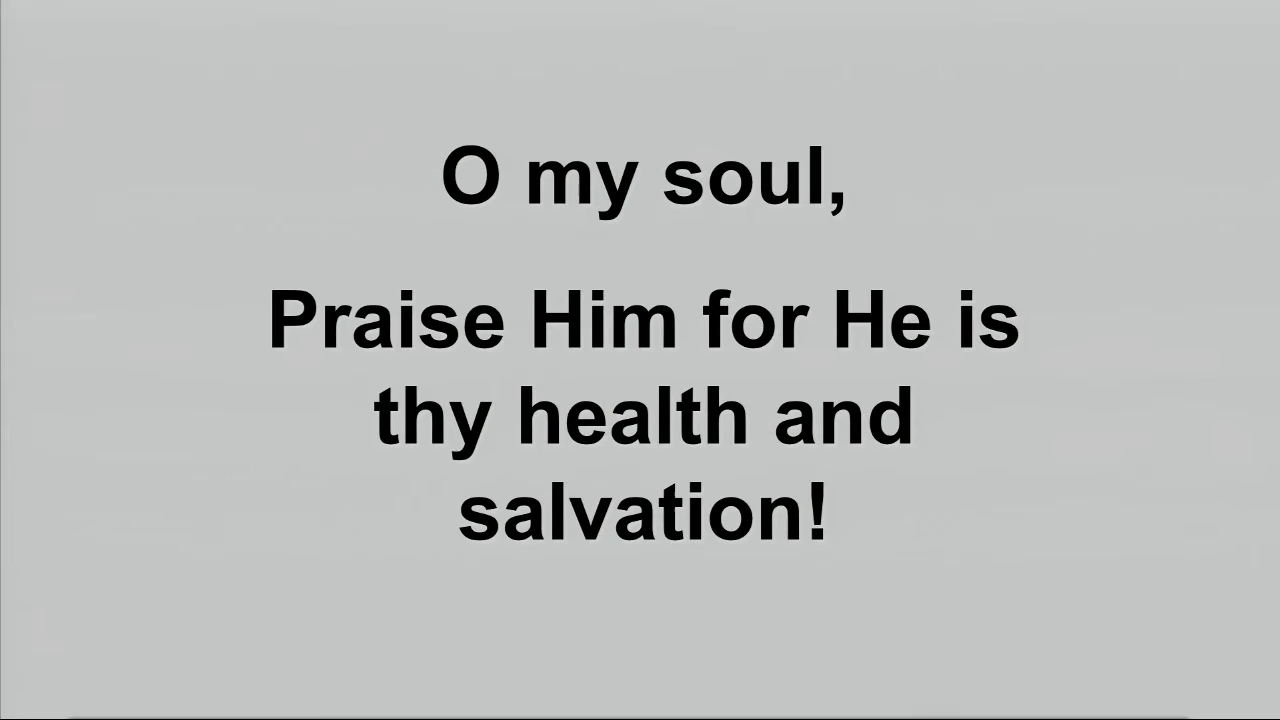 O my soul,
Praise Him for He is
thy health and
salvation!